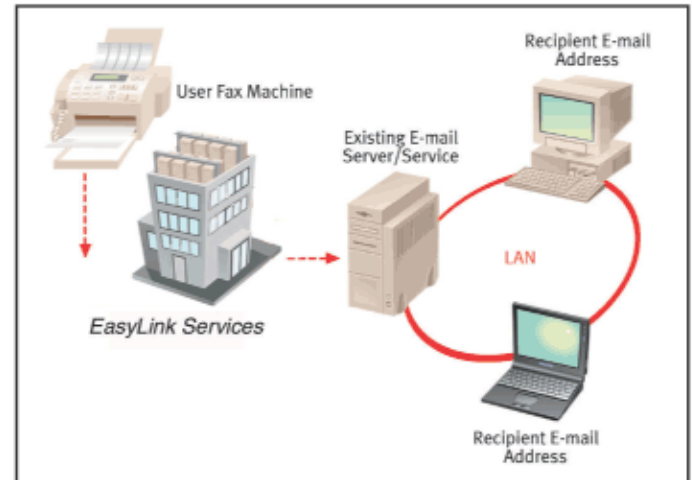 Recipient E-mail
Address
User Fax Machine
Existing E-mail
Server/Service
LAN
EasyLink Services
Recipient E-mail
Address